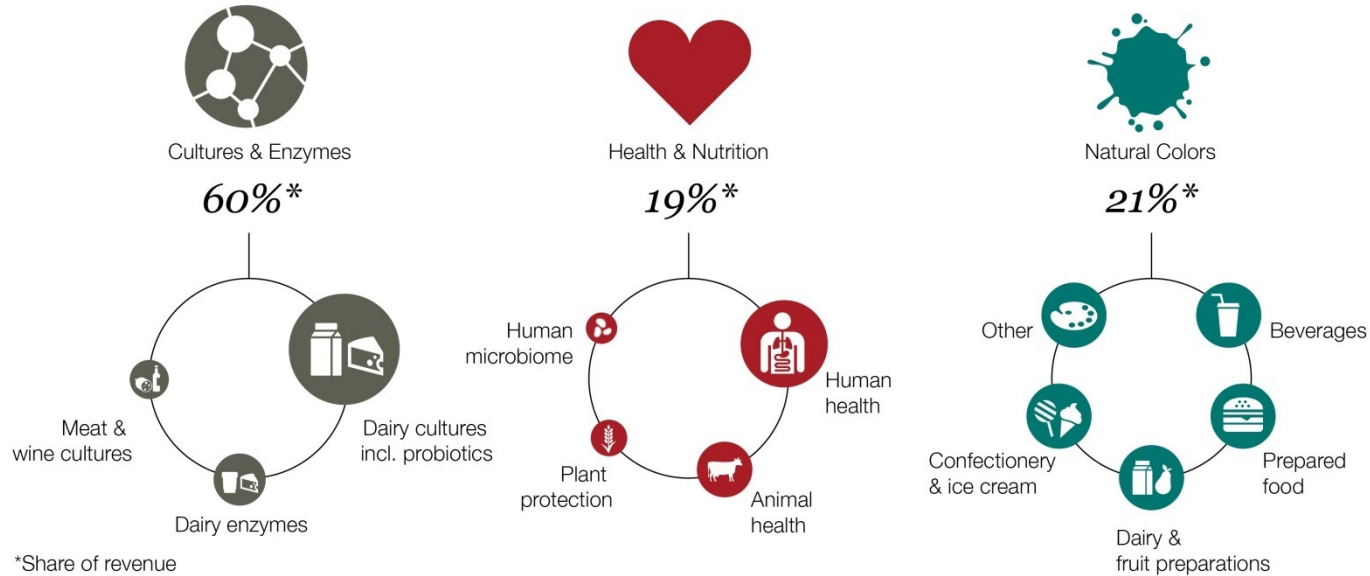 Cultures & Enzymes
60%*
Meat &
wine cultures
Dairy enzymes
Dairy cultures
incl. probiotics
Health & Nutrition
19%*
Human
microbiome
Plant
protection
Animal
health
Human
health
Natural Colors
21%*
Other
Confectionery
& ice cream
Dairy &
fruit preparations
Prepared
food
Beverages
*Share of revenue